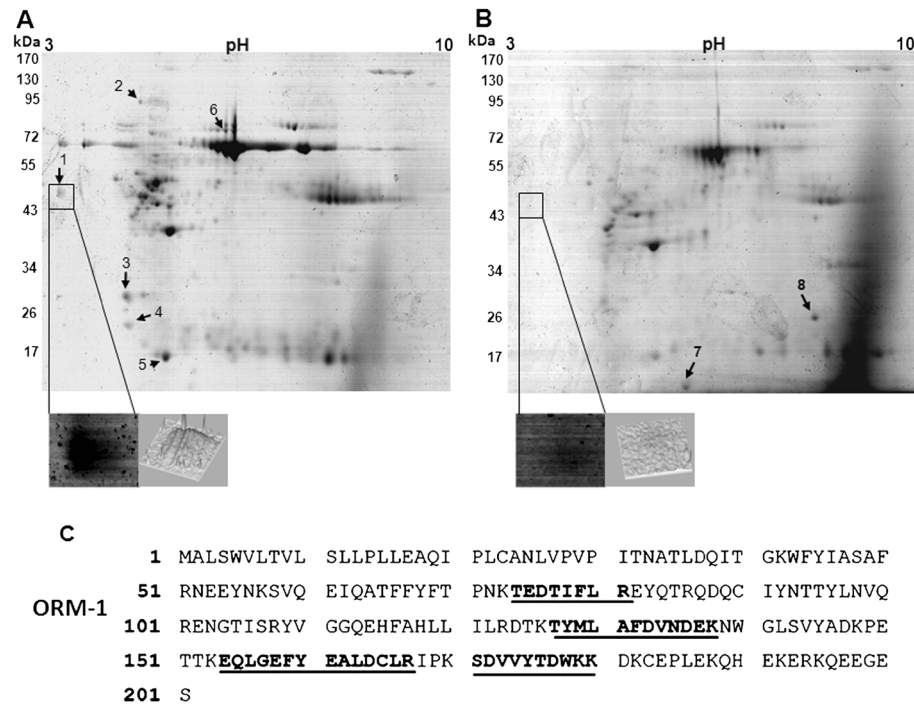 A
B
kDa 3 pH 10
kDa 3 pH 10
170
130
95
72
55
43
34
26
17
1
2
3
4
5
6
170
130
95
72
55
43
34
26
17
7
8
C
ORM-1
1 MALSWVLTVL SLLPLLEAQI PLCANLVPVP ITNATLDQIT GKWFYIASAF
51 RNEEYNKSVQ EIQATFFYFT PNKTEDTIFL REYQTRQDQC IYNTTYLNVQ
101 RENGTISRYV GGQEHFAHLL ILRDTKTYML AFDVNDEKNW GLSVYADKPE
151 TTKEQLGEFY EALDCLRIPK SDVVYTDWKK DKCEPLEKQH EKERKQEEGE
201 S